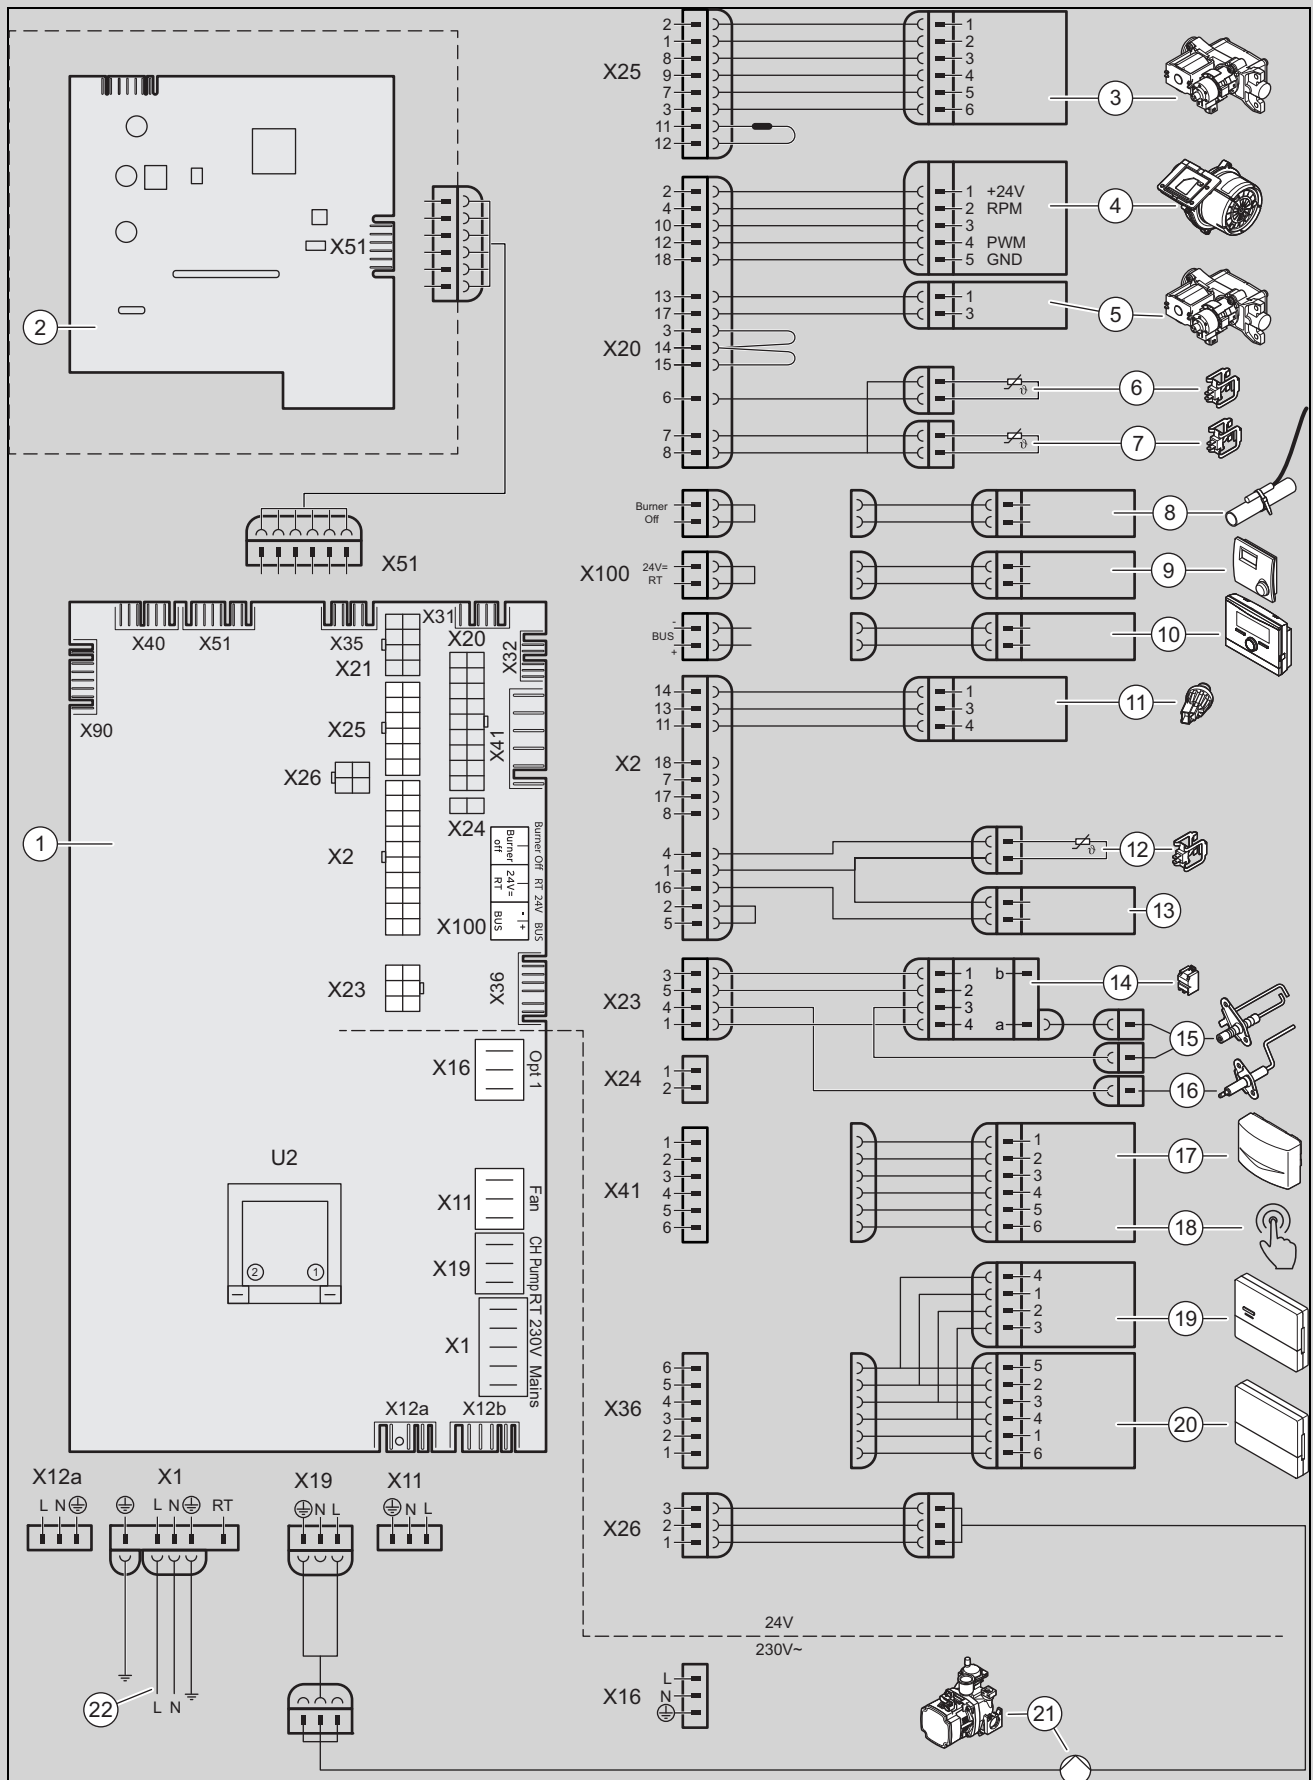 X25
2
1
8
9
7
3
11
12
1
2
3
4
5
6
3
X51
2
X20
2
4
10
12
18
13
17
3
14
15
6
7
8
1 +24V
2 RPM
3
4 PWM
5 GND
4
1
3
5
ϑ
6
ϑ
7
X51
X100
Burner
Off
8
24V=
RT
9
-
BUS
+
10
X40
X51
X35
X31
X20
X32
X21
X90
X25
X41
X26
X24
X2
Burner off
24V= RT
BUS - +
Burner Off RT 24V BUS
X100
X23
X36
1
X16
Opt 1
U2
2
1
X11
Fan
X19
CH Pump
X1
RT 230V Mains
X12a
X12b
X2
14
13
11
18
7
17
8
4
1
16
2
5
1
3
4
11
ϑ
12
13
X23
3
5
4
1
1
2
3
4
b
a
14
15
16
X24
1
2
X41
1
2
3
4
5
6
1
2
3
4
5
6
17
18
X36
6
5
4
3
2
1
4
1
2
3
19
5
2
3
4
1
6
20
X26
3
2
1
24V
230V~
X16
L
N
21
X12a
L N
X1
L N
RT
X19
N L
X11
N L
22
L N